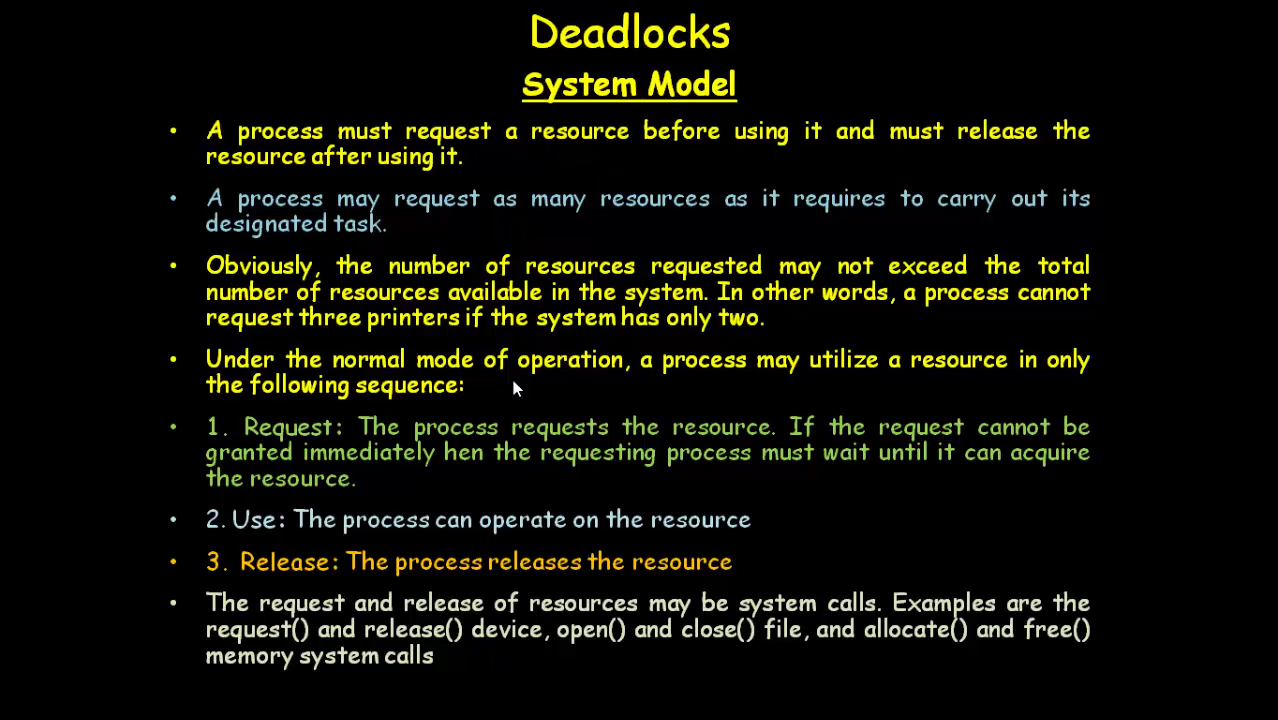 Deadlocks
System Model
• A process must request a resource before using it and must release the
resource after using it.
• A process may request as many resources as it requires to carry out its
designated task.
• Obviously, the number of resources requested may not exceed the total
number of resources available in the system. In other words, a process cannot
request three printers if the system has only two.
• Under the normal mode of operation, a process may utilize a resource in only
the following sequence:
• 1. Request: The process requests the resource. If the request cannot be
granted immediately hen the requesting process must wait until it can acquire
the resource.
• 2. Use: The process can operate on the resource
• 3. Release: The process releases the resource
• The request and release of resources may be system calls. Examples are the
request() and release() device, open() and close() file, and allocate() and free()
memory system calls